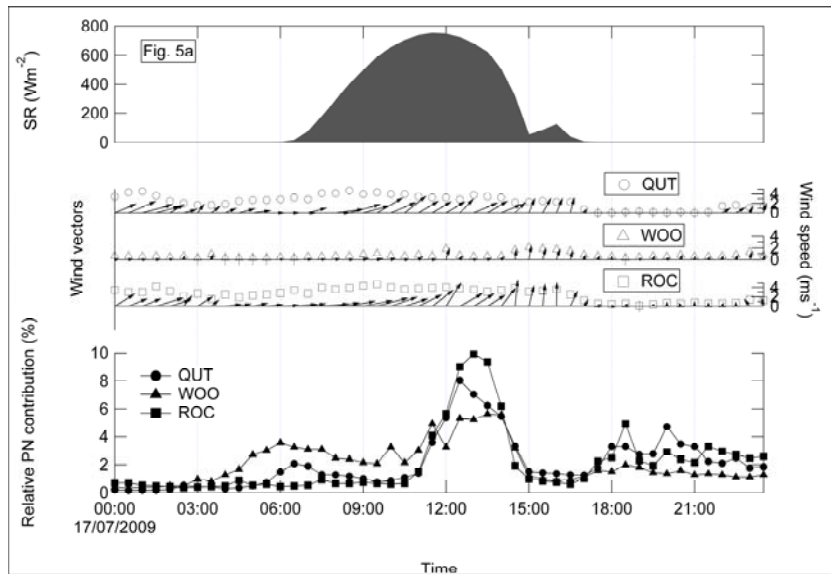 800
600
400
200
0
SR (Wm-2)
Fig. 5a
QUT
WOO
ROC
Wind vectors
4
2
0
4
2
0
4
2
0
Wind speed (ms-1)
Relative PN contribution (%)
10
8
6
4
2
0
QUT
WOO
ROC
00:00 03:00 06:00 09:00 12:00 15:00 18:00 21:00
17/07/2009
Time